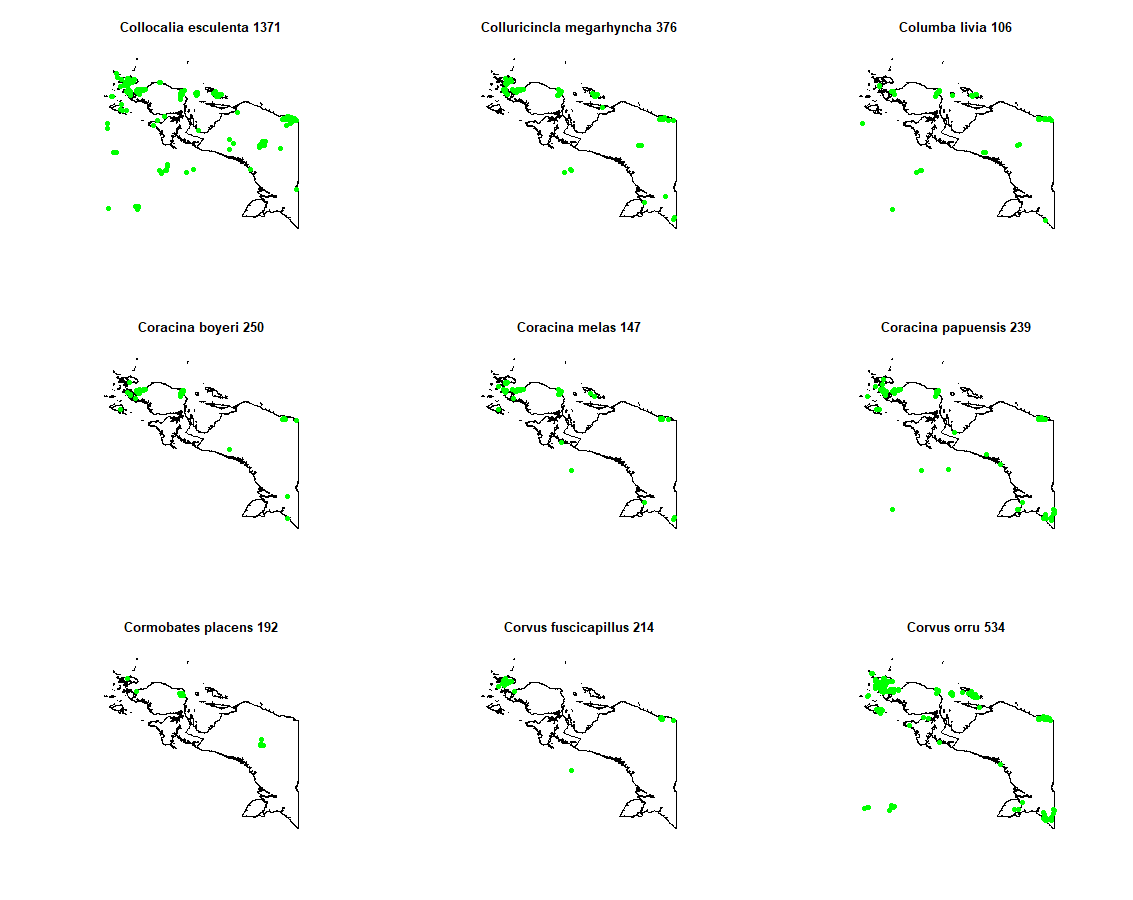 Collocalia esculenta 1371
Colluricincla megarhyncha 376
Columba livia 106
Coracina boyeri 250
Coracina melas 147
Coracina papuensis 239
Cormobates placens 192
Corvus fuscicapillus 214
Corvus orru 534